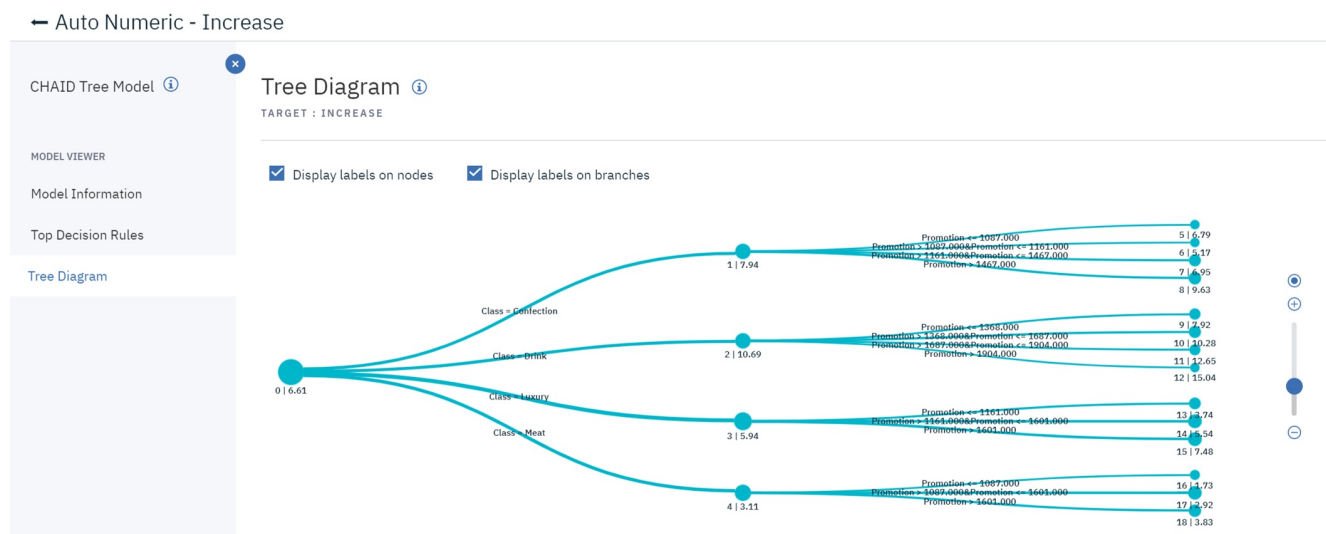 Auto Numeric - Increase
CHAID Tree Model
MODEL VIEWER
Model Information
Top Decision Rules
Tree Diagram
Tree Diagram
TARGET : INCREASE
Display labels on nodes
Display labels on branches
0 | 6.61
Class = Confection
Class = Drink
Class = Luxury
Class = Meat
1 | 7.94
2 | 10.69
3 | 5.94
4 | 3.11
Promotion <= 1087.000
Promotion > 1087.000&Promotion <= 1161.000
Promotion > 1161.000&Promotion <= 1467.000
Promotion > 1467.000
5 | 6.79
6 | 5.17
7 | 6.95
8 | 9.63
Promotion <= 1368.000
Promotion > 1368.000&Promotion <= 1687.000
Promotion > 1687.000&Promotion <= 1904.000
Promotion > 1904.000
9 | 7.92
10 | 10.28
11 | 12.65
12 | 15.04
Promotion <= 1161.000
Promotion > 1161.000&Promotion <= 1601.000
Promotion > 1601.000
13 | 3.74
14 | 5.54
15 | 7.48
Promotion <= 1087.000
Promotion > 1087.000&Promotion <= 1601.000
Promotion > 1601.000
16 | 1.73
17 | 2.92
18 | 3.83